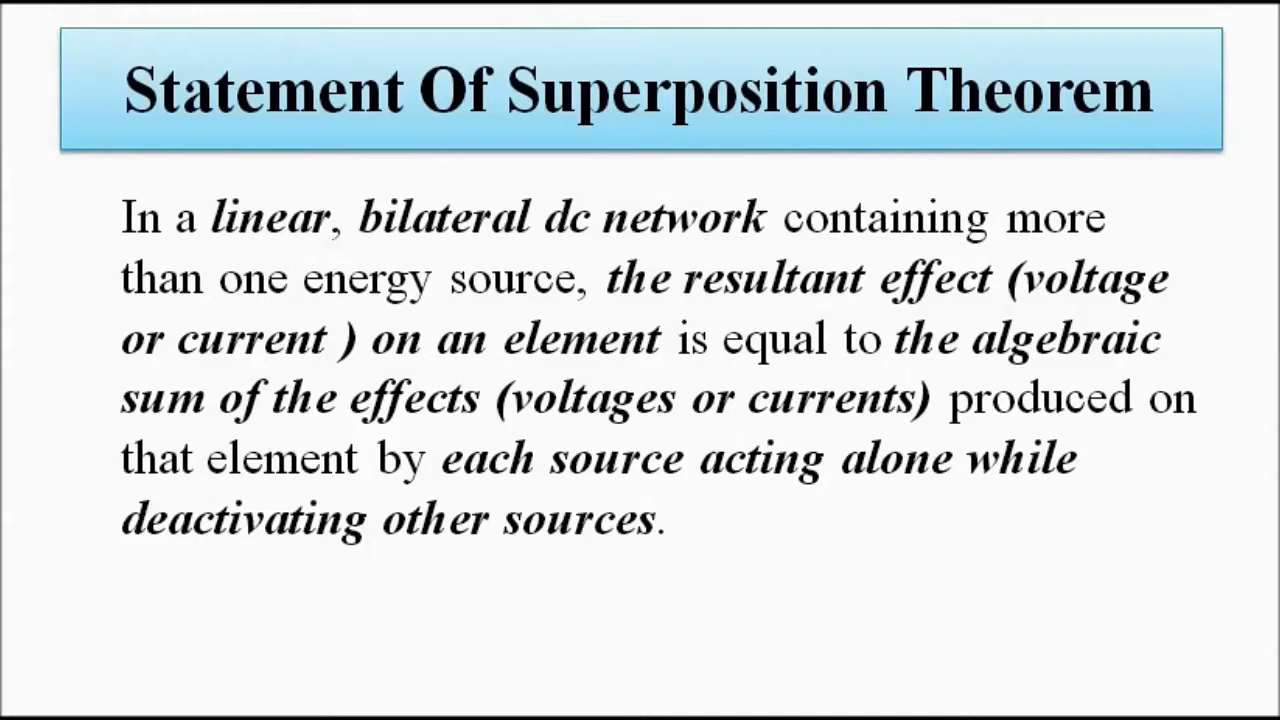 Statement Of Superposition Theorem
In a linear, bilateral dc network containing more
than one energy source, the resultant effect (voltage
or current ) on an element is equal to the algebraic
sum of the effects (voltages or currents) produced on
that element by each source acting alone while
deactivating other sources.